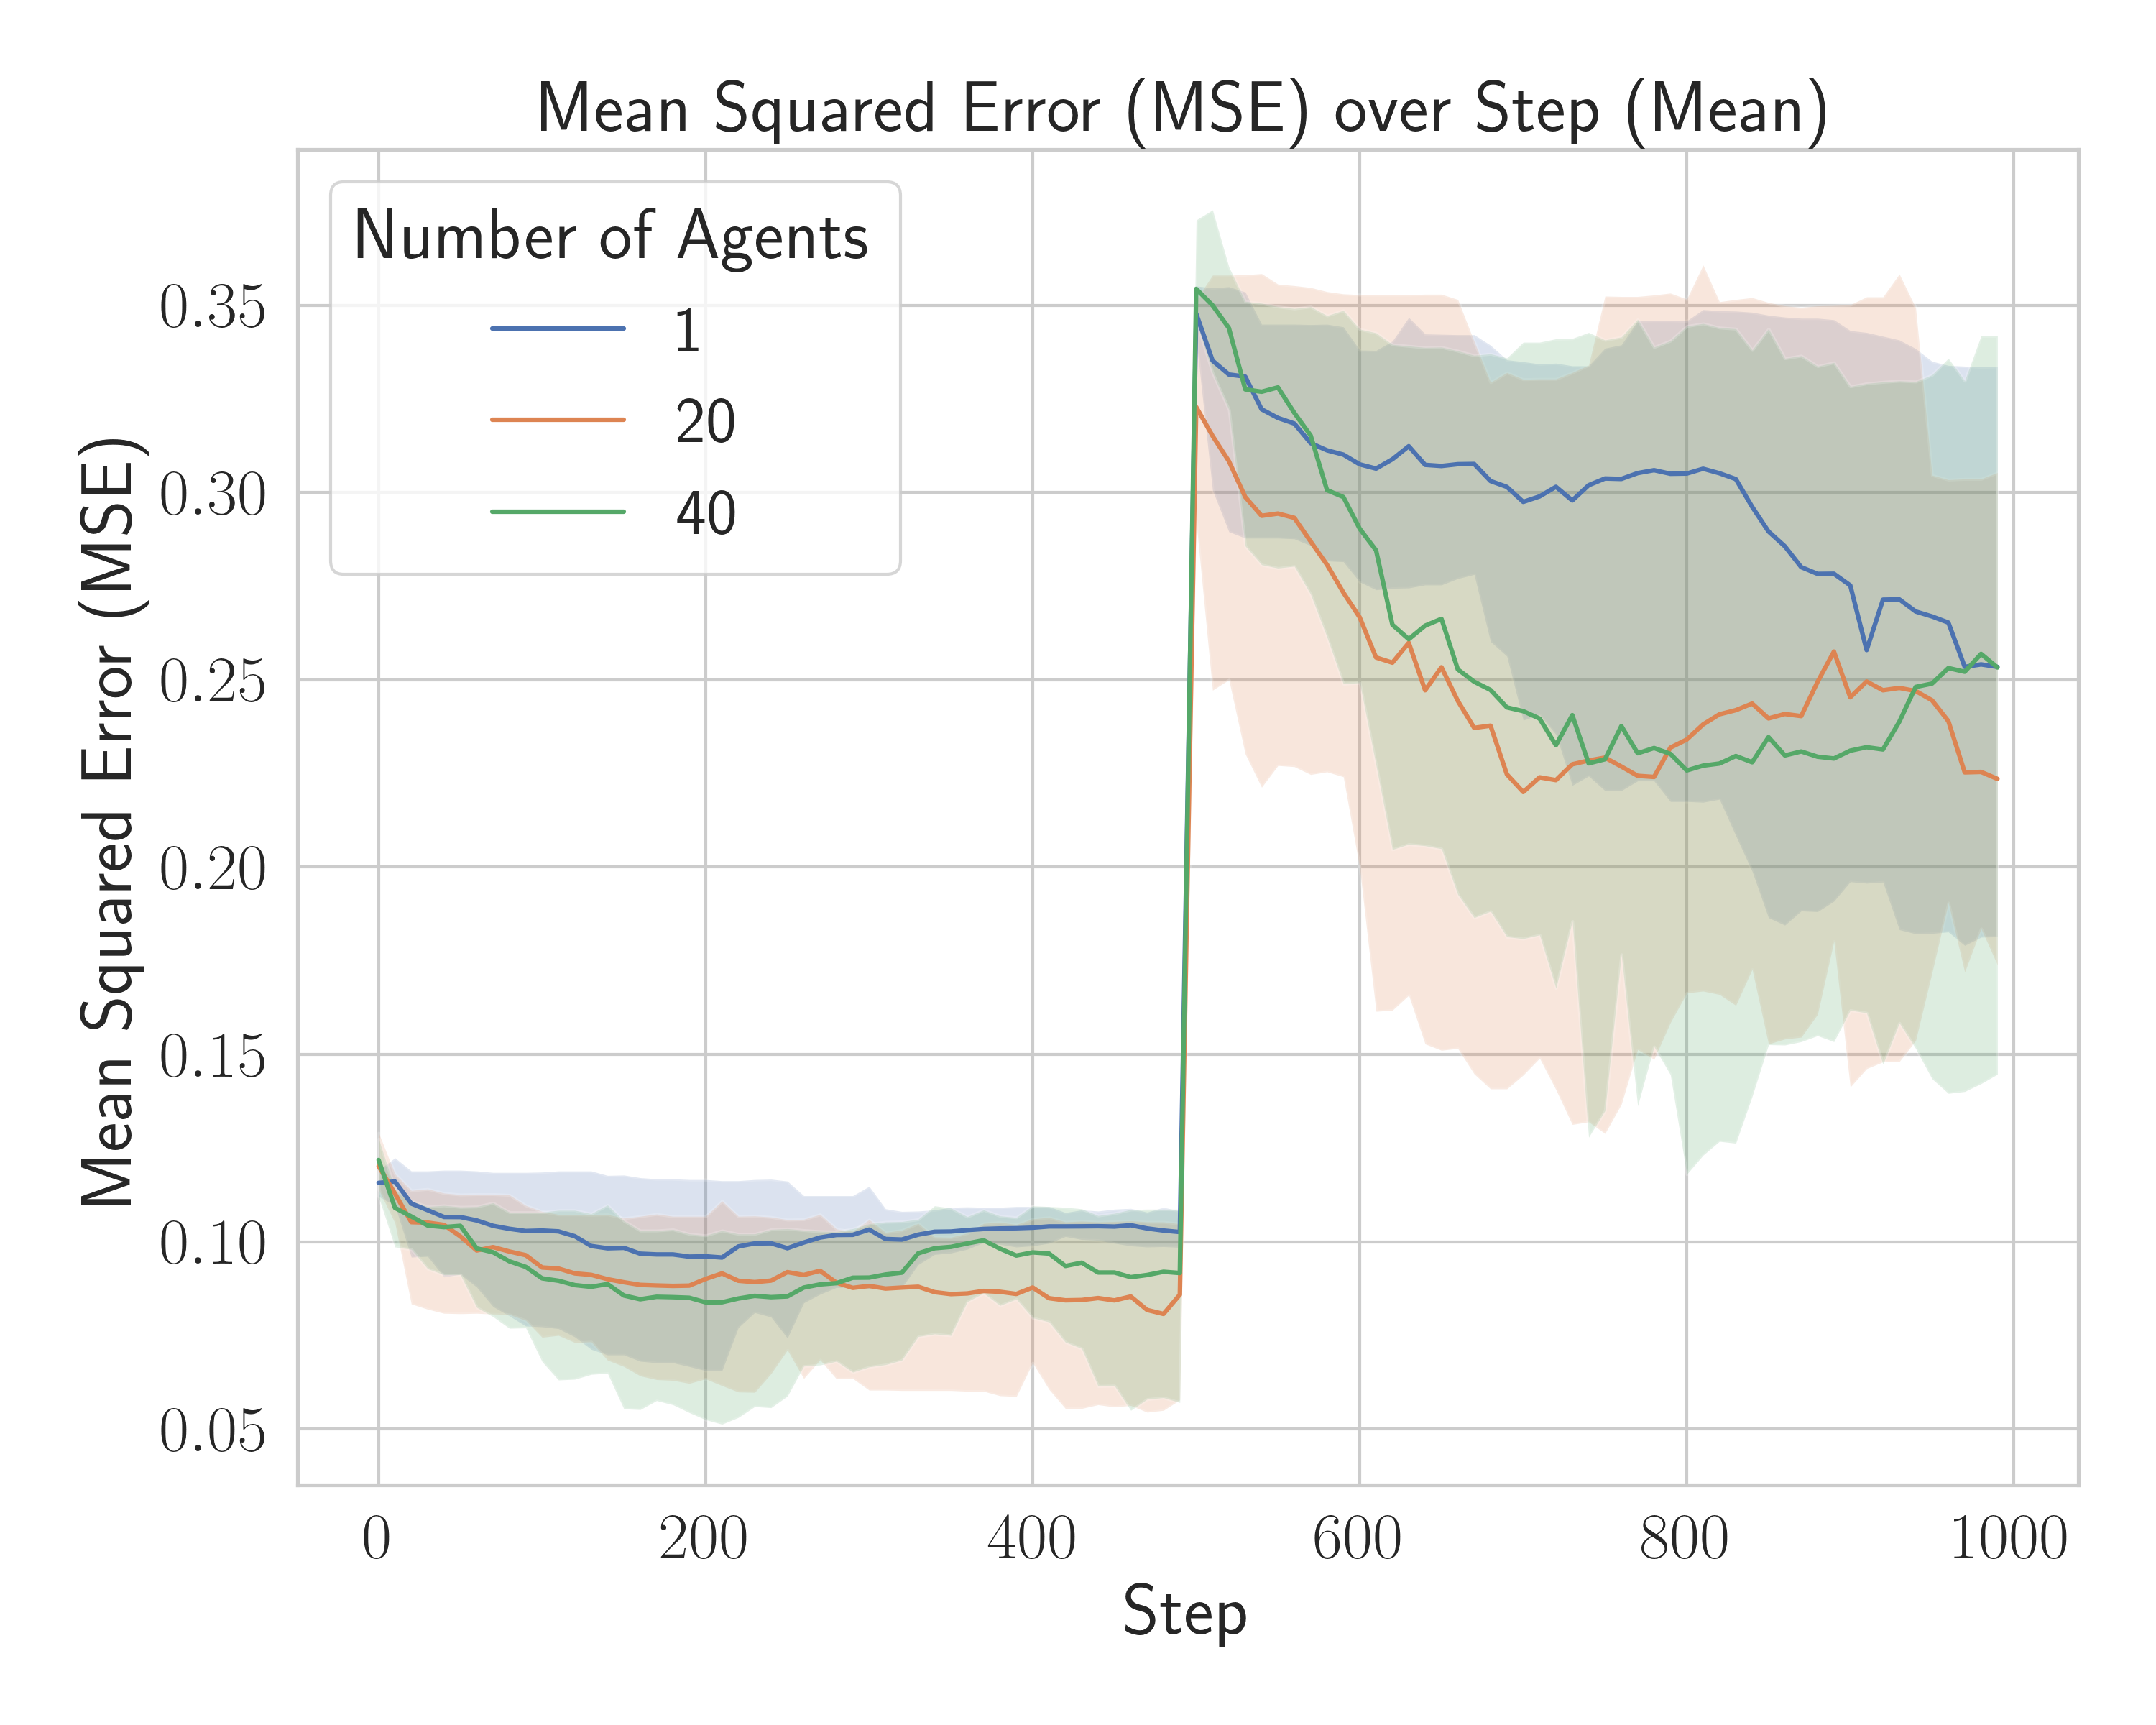 Mean Squared Error (MSE) over Step (Mean)
Number of Agents
1
20
40
Mean Squared Error (MSE)
0.35
0.30
0.25
0.20
0.15
0.10
0.05
0 200 400 600 800 1000
Step